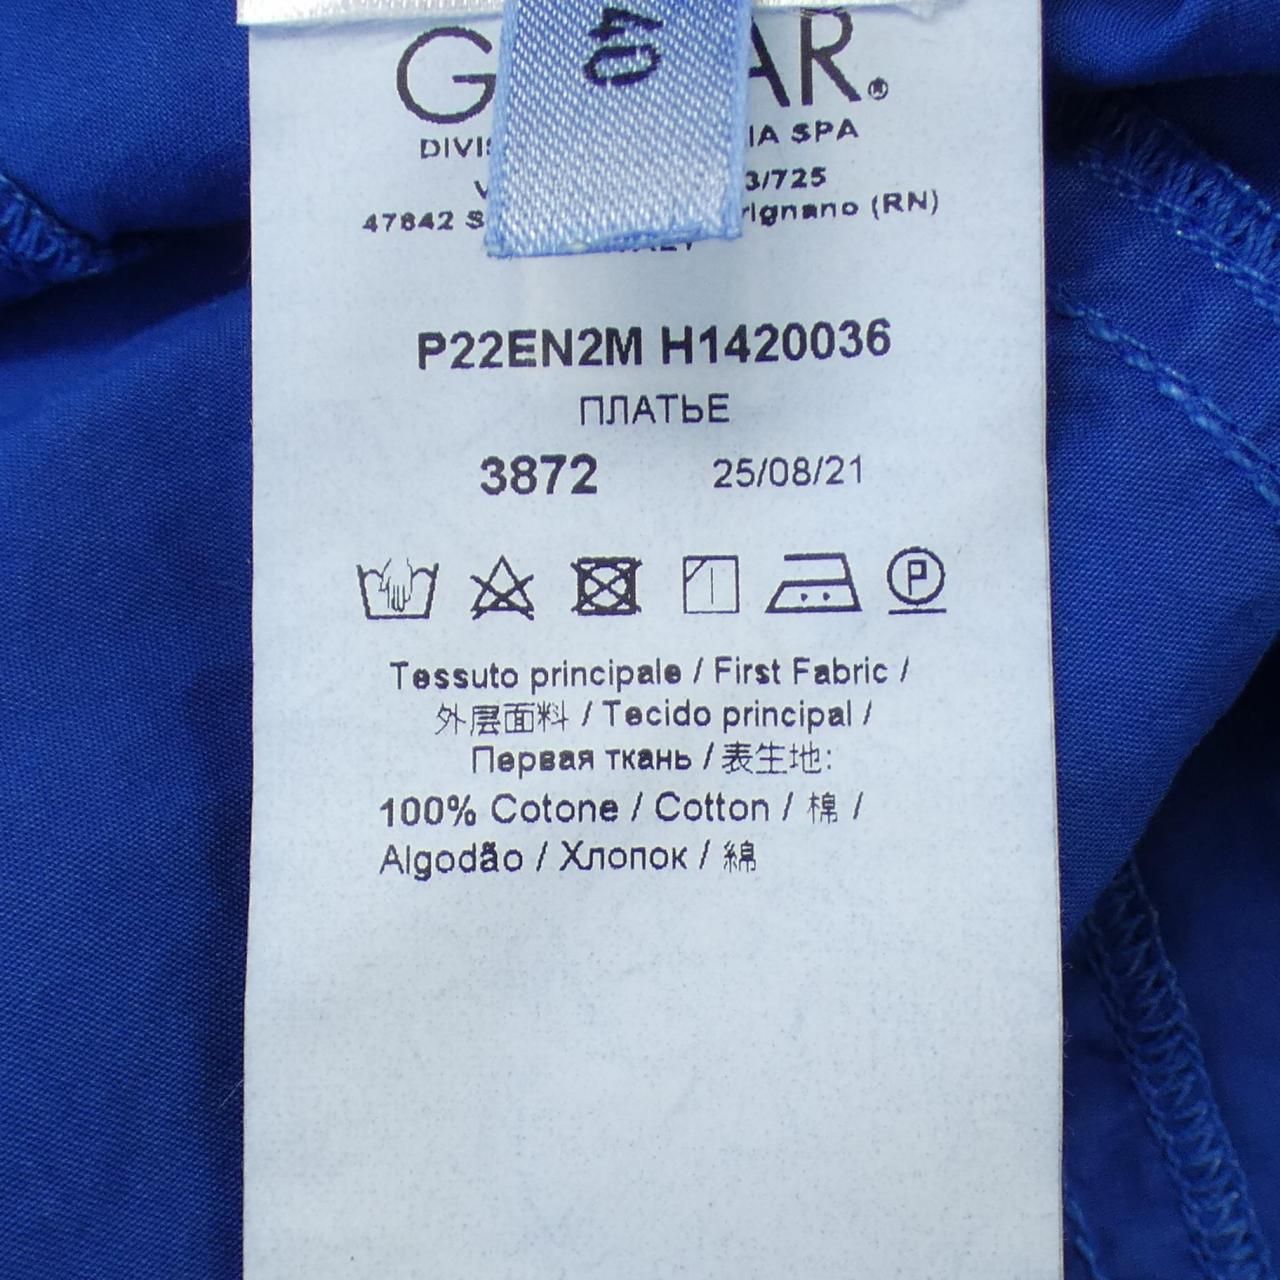 40
DIVIS IA SPA
3/725
47842 S rignano (RN)
P22EN2M H1420036
ПЛАТЬЕ
3872 25/08/21
P
Tessuto principale / First Fabric /
外层面料 / Tecido principal /
Первая ткань / 表生地:
100% Cotone / Cotton / 棉 /
Algodão / Хлопок / 綿